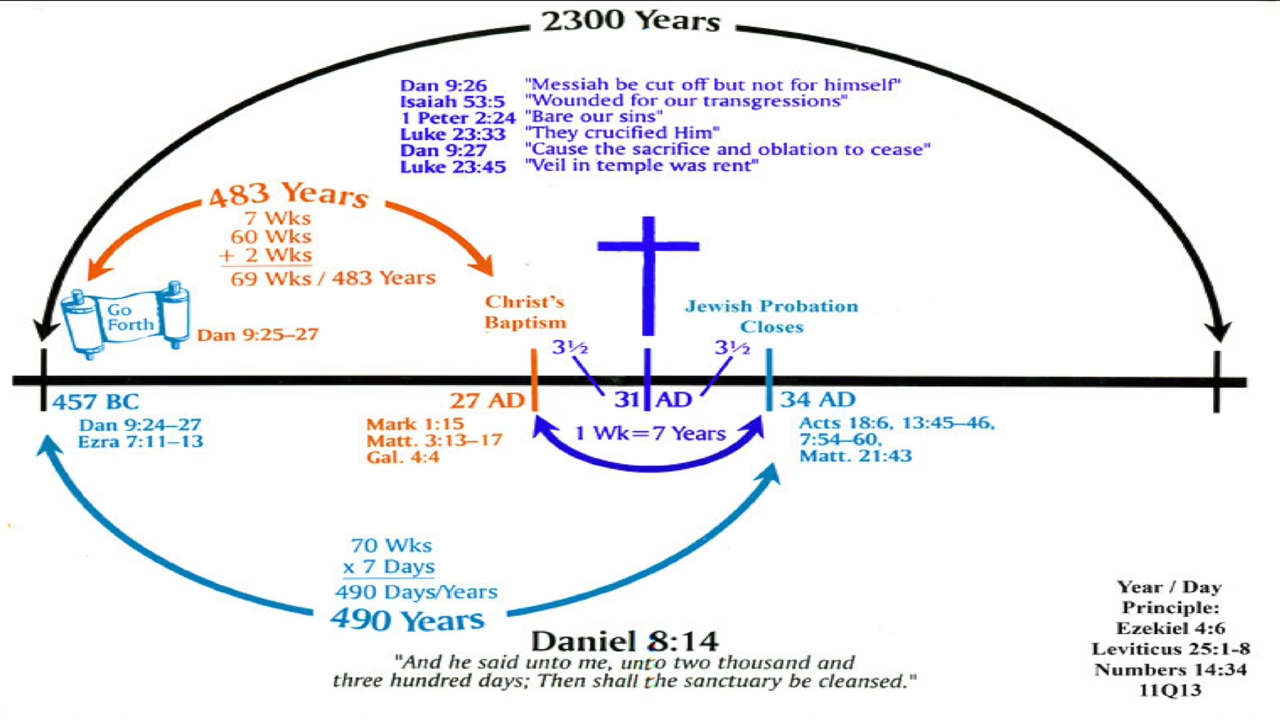 2300 Years
Dan 9:26 "Messiah be cut off but not for himself"
Isaiah 53:5 "Wounded for our transgressions"
1 Peter 2:24 "Bare our sins"
Luke 23:33 "They crucified Him"
Dan 9:27 "Cause the sacrifice and oblation to cease"
Luke 23:45 "Veil in temple was rent"
483 Years
7 Wks
60 Wks
+ 2 Wks
69 Wks / 483 Years
Go
Forth
Dan 9:25–27
Christ's
Baptism
Jewish Probation
Closes
3½
3½
457 BC
Dan 9:24–27
Ezra 7:11–13
27 AD
Mark 1:15
Matt. 3:13–17
Gal. 4:4
31 AD
1 Wk=7 Years
34 AD
Acts 18:6, 13:45–46,
7:54–60,
Matt. 21:43
70 Wks
x 7 Days
490 Days/Years
490 Years
Daniel 8:14
"And he said unto me, unto two thousand and
three hundred days; Then shall the sanctuary be cleansed."
Year / Day
Principle:
Ezekiel 4:6
Leviticus 25:1-8
Numbers 14:34
11Q13